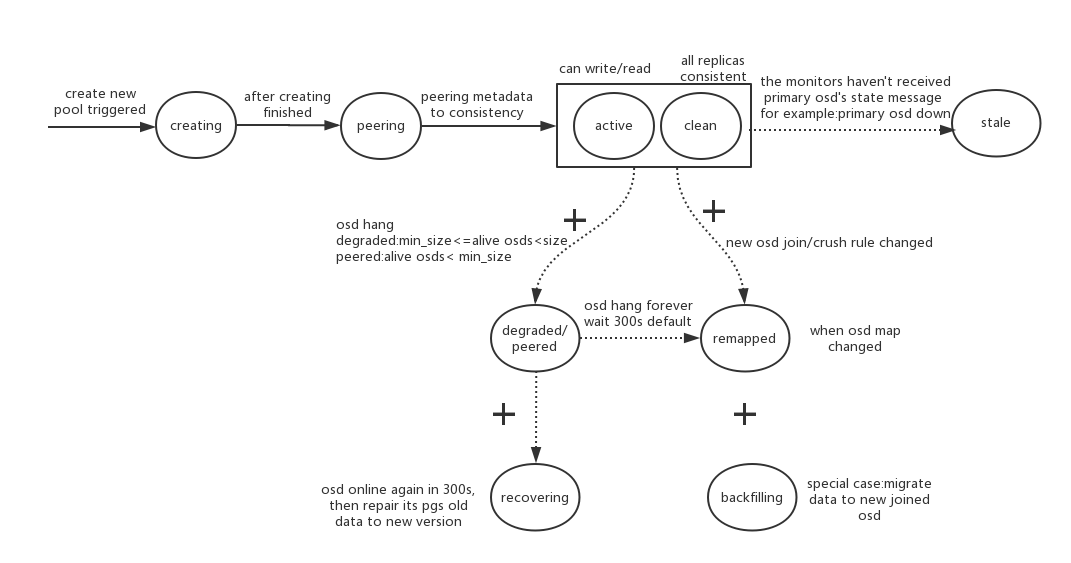 create new
pool triggered
creating
after creating
finished
peering
peering metadata
to consistency
can write/read
all replicas
consistent
active
clean
the monitors haven't received
primary osd's state message
for example:primary osd down
stale
osd hang
degraded:min_size<=alive osds<size
peered:alive osds< min_size
+
+
new osd join/crush rule changed
degraded/
peered
osd hang forever
wait 300s default
remapped
when osd map
changed
+
+
osd online again in 300s,
then repair its pgs old
data to new version
recovering
backfilling
special case:migrate
data to new joined
osd